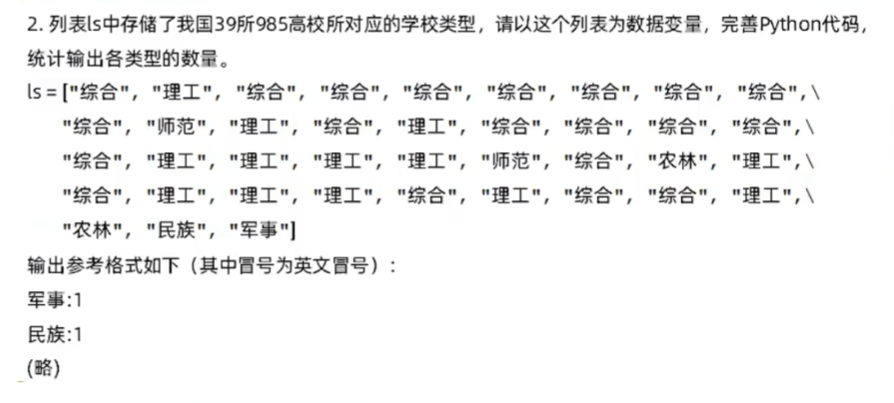 2. 列表ls中存储了我国39所985高校所对应的学校类型，请以这个列表为数据变量，完善Python代码，
统计输出各类型的数量。
ls = ["综合", "理工", "综合", "综合", "综合", "综合", "综合", "综合", "综合",\
"综合", "师范", "理工", "综合", "理工", "综合", "综合", "综合", "综合",\
"综合", "理工", "理工", "理工", "理工", "师范", "综合", "农林", "理工",\
"综合", "理工", "理工", "理工", "综合", "理工", "综合", "综合", "理工",\
"农林", "民族", "军事"]
输出参考格式如下（其中冒号为英文冒号）：
军事:1
民族:1
(略)